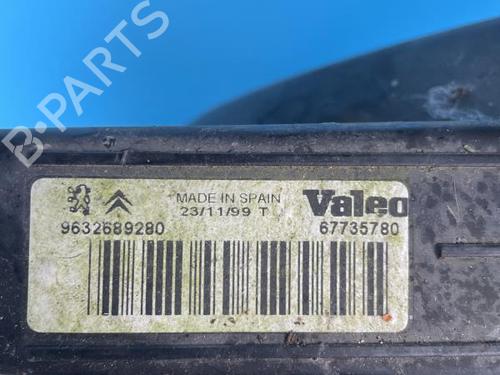 B-PARTS
MADE IN SPAIN
23/11/99 T
Valeo
9632689280
67735780